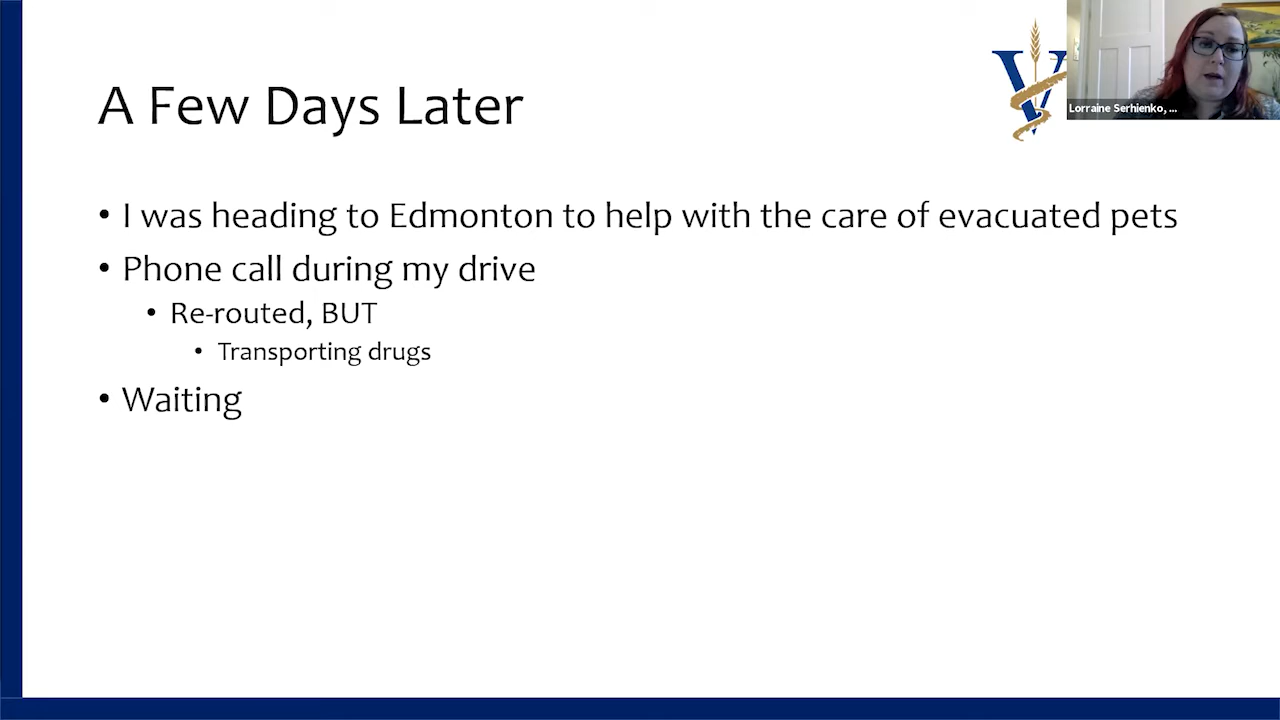 A Few Days Later
Lorraine Serhienko, ...
• I was heading to Edmonton to help with the care of evacuated pets
• Phone call during my drive
• Re-routed, BUT
• Transporting drugs
• Waiting